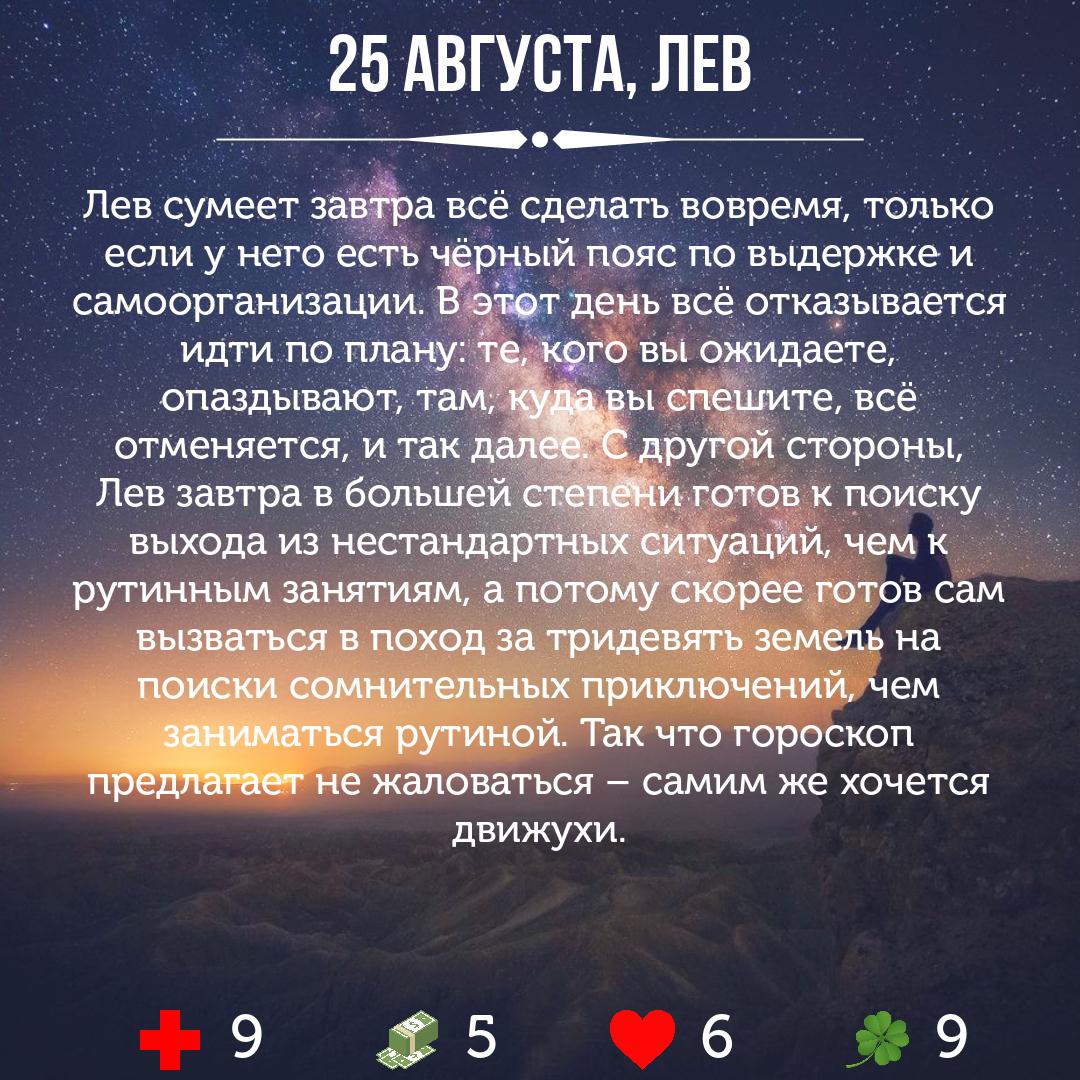 25 АВГУСТА, ЛЕВ
Лев сумеет завтра всё сделать вовремя, только
если у него есть чёрный пояс по выдержке и
самоорганизации. В этот день всё отказывается
идти по плану: те, кого вы ожидаете,
опаздывают, там, куда вы спешите, всё
отменяется, и так далее. С другой стороны,
Лев завтра в большей степени готов к поиску
выхода из нестандартных ситуаций, чем к
рутинным занятиям, а потому скорее готов сам
вызваться в поход за тридевять земель на
поиски сомнительных приключений, чем
заниматься рутиной. Так что гороскоп
предлагает не жаловаться – самим же хочется
движухи.
9 5 6 9